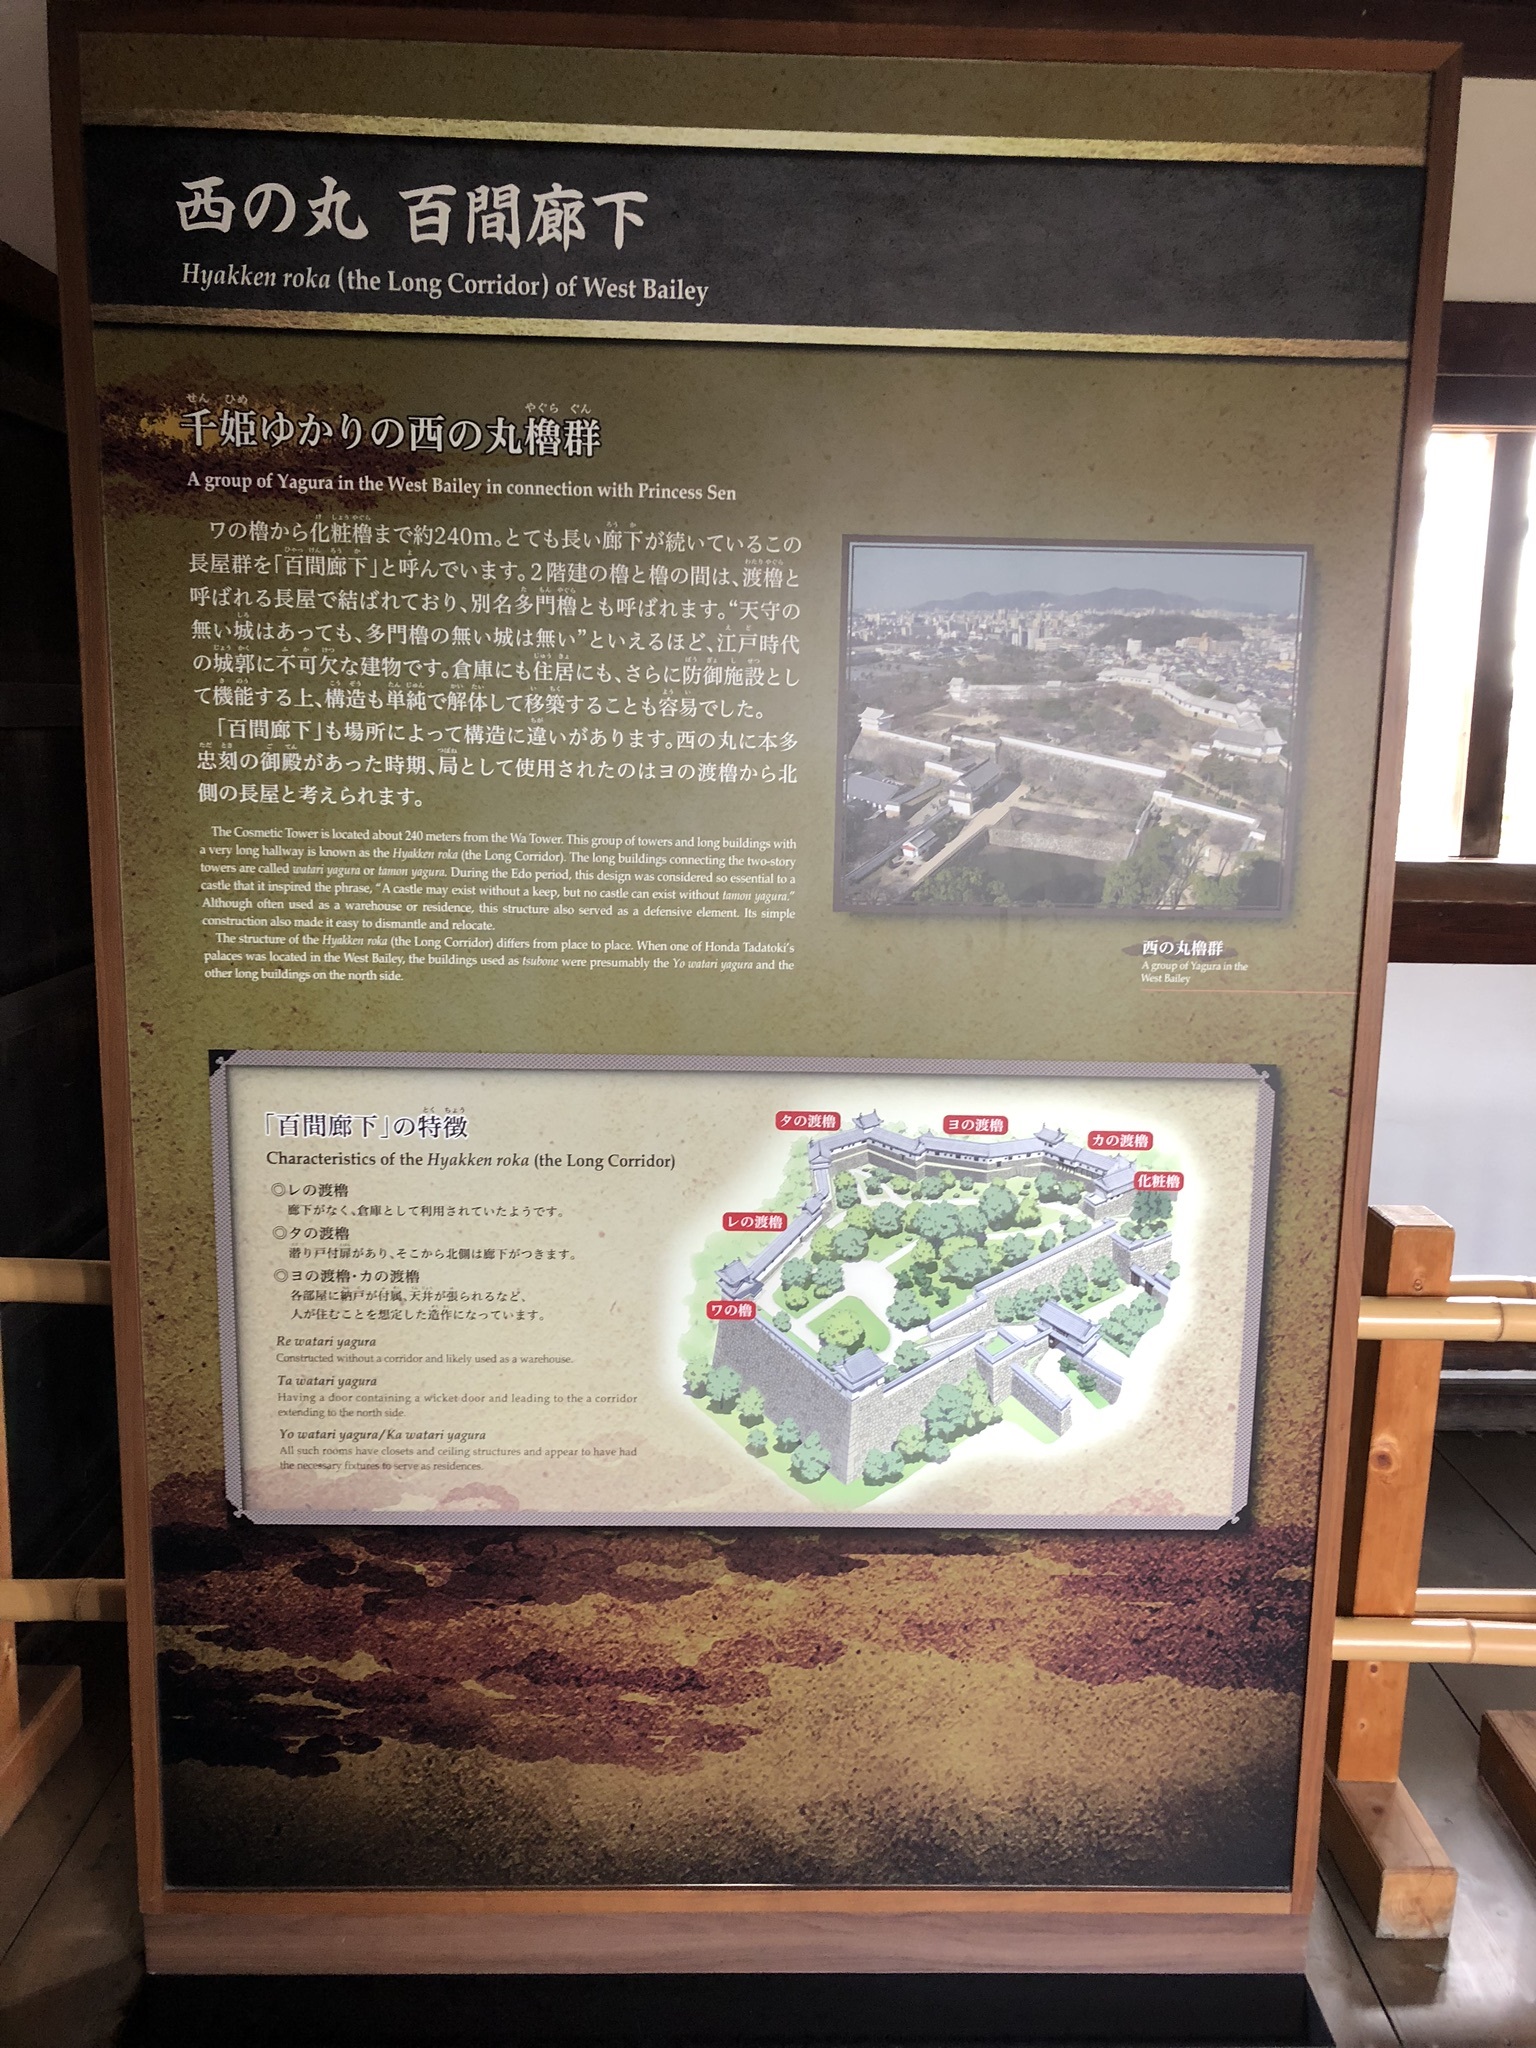 西の丸 百間廊下
Hyakken roka (the Long Corridor) of West Bailey
千姫ゆかりの西の丸櫓群
A group of Yagura in the West Bailey in connection with Princess Sen
ワの櫓から化粧櫓まで約240m。とても長い廊下が続いているこの
長屋群を「百間廊下」と呼んでいます。2階建の櫓と櫓の間は、渡櫓と
呼ばれる長屋で結ばれており、別名多門櫓とも呼ばれます。“天守の
無い城はあっても、多門櫓の無い城は無い”といえるほど、江戸時代
の城郭に不可欠な建物です。倉庫にも住居にも、さらに防御施設とし
て機能する上、構造も単純で解体して移築することも容易でした。
「百間廊下」も場所によって構造に違いがあります。西の丸に本多
忠刻の御殿があった時期、局として使用されたのはヨの渡櫓から北
側の長屋と考えられます。
The Cosmetic Tower is located about 240 meters from the Wa Tower. This group of towers and long buildings with
a very long hallway is known as the Hyakken roka (the Long Corridor). The long buildings connecting the two-story
towers are called watari yagura or tamon yagura. During the Edo period, this design was considered so essential to a
castle that it inspired the phrase, “A castle may exist without a keep, but no castle can exist without tamon yagura.”
Although often used as a warehouse or residence, this structure also served as a defensive element. Its simple
construction also made it easy to dismantle and relocate.
The structure of the Hyakken roka (the Long Corridor) differs from place to place. When one of Honda Tadatoki's
palaces was located in the West Bailey, the buildings used as tsubone were presumably the Yo watari yagura and the
other long buildings on the north side.
西の丸櫓群
A group of Yagura in the
West Bailey
「百間廊下」の特徴
Characteristics of the Hyakken roka (the Long Corridor)
◎レの渡櫓
廊下がなく、倉庫として利用されていたようです。
◎タの渡櫓
潜り戸付扉があり、そこから北側は廊下がつきます。
◎ヨの渡櫓・カの渡櫓
各部屋に納戸が付属、天井が張られるなど、
人が住むことを想定した造作になっています。
Re watari yagura
Constructed without a corridor and likely used as a warehouse.
Ta watari yagura
Having a door containing a wicket door and leading to the a corridor
extending to the north side.
Yo watari yagura/Ka watari yagura
All such rooms have closets and ceiling structures and appear to have had
the necessary fixtures to serve as residences.
タの渡櫓
ヨの渡櫓
カの渡櫓
化粧櫓
レの渡櫓
ワの櫓